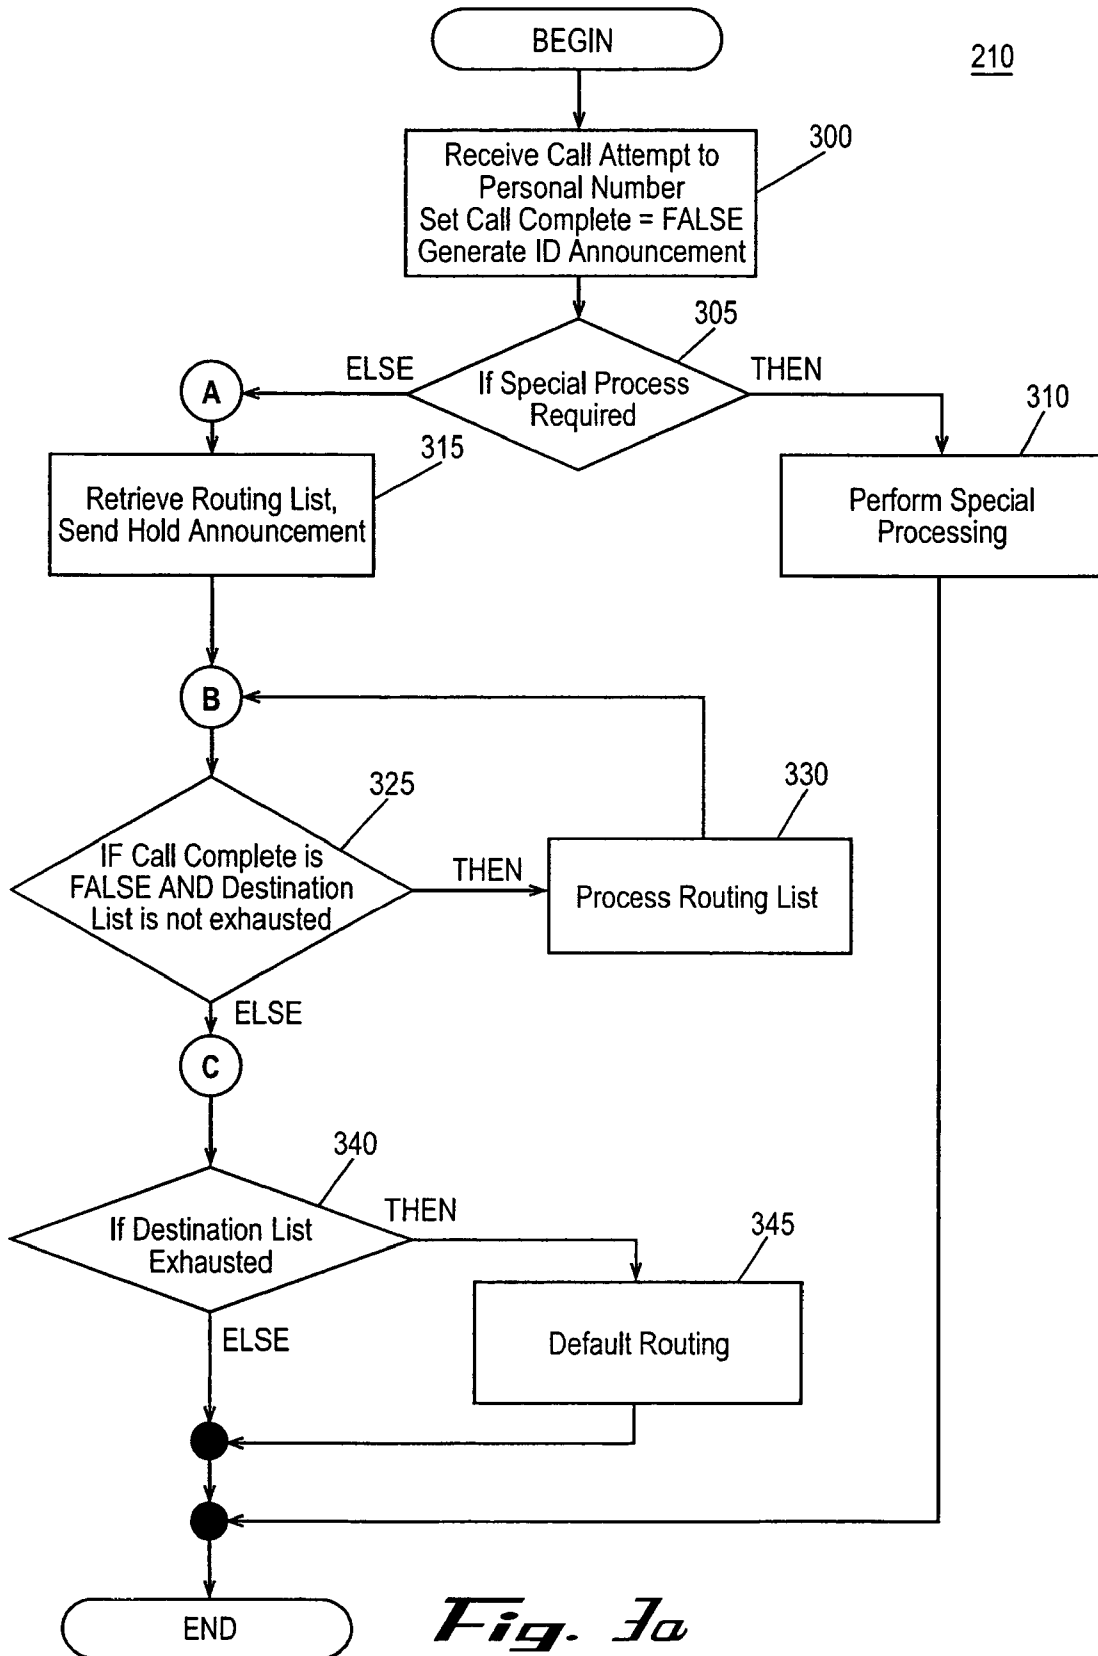 BEGIN
210
300
Receive Call Attempt to
Personal Number
Set Call Complete = FALSE
Generate ID Announcement
305
ELSE
THEN
If Special Process
Required
A
310
315
Retrieve Routing List,
Send Hold Announcement
Perform Special
Processing
B
325
330
IF Call Complete is
FALSE AND Destination
List is not exhausted
THEN
Process Routing List
ELSE
C
340
THEN
If Destination List
Exhausted
345
ELSE
Default Routing
END
Fig. 3a